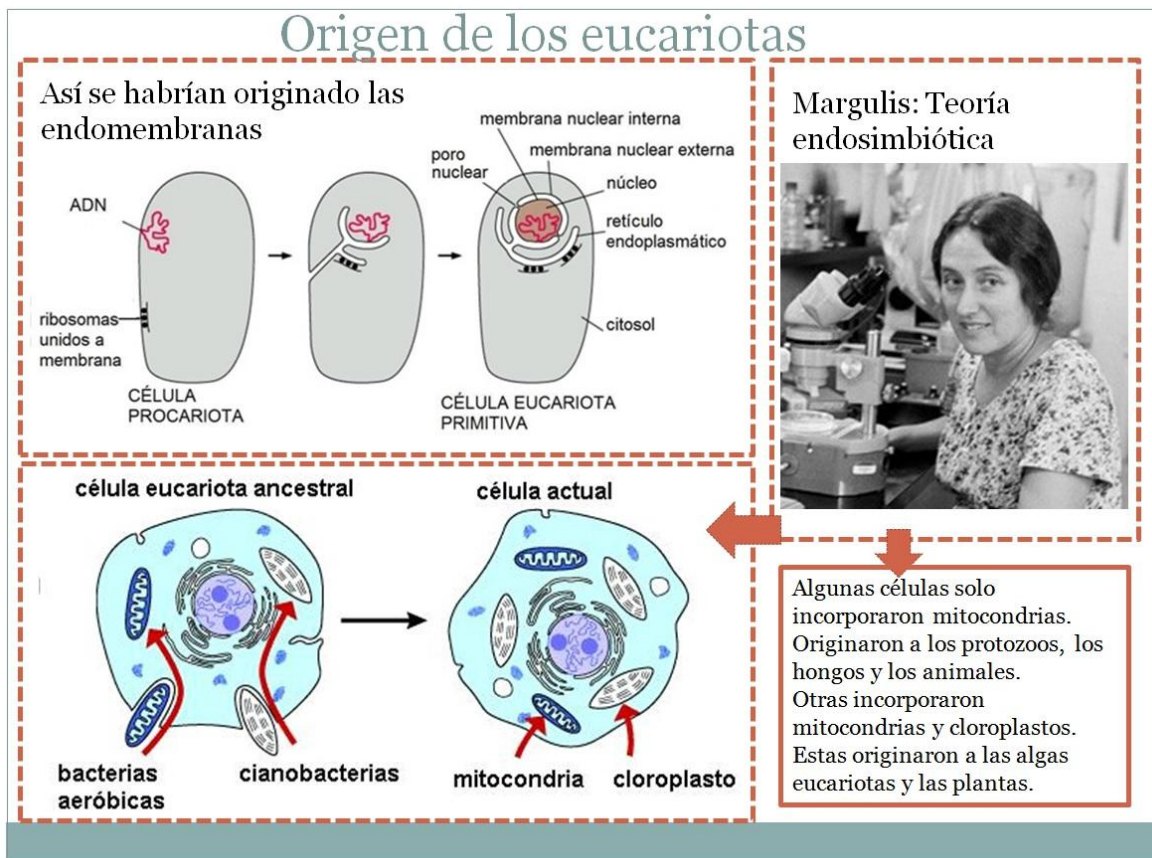 Origen de los eucariotas
Así se habrían originado las
endomembranas
membrana nuclear interna
membrana nuclear externa
poro
nuclear
núcleo
ADN
retículo
endoplasmático
ribosomas
unidos a
membrana
citosol
CÉLULA
PROCARIOTA
CÉLULA EUCARIOTA
PRIMITIVA
Margulis: Teoría
endosimbiótica
célula eucariota ancestral
célula actual
bacterias
aeróbicas
cianobacterias
mitocondria
cloroplasto
Algunas células solo
incorporaron mitocondrias.
Originaron a los protozoos, los
hongos y los animales.
Otras incorporaron
mitocondrias y cloroplastos.
Estas originaron a las algas
eucariotas y las plantas.